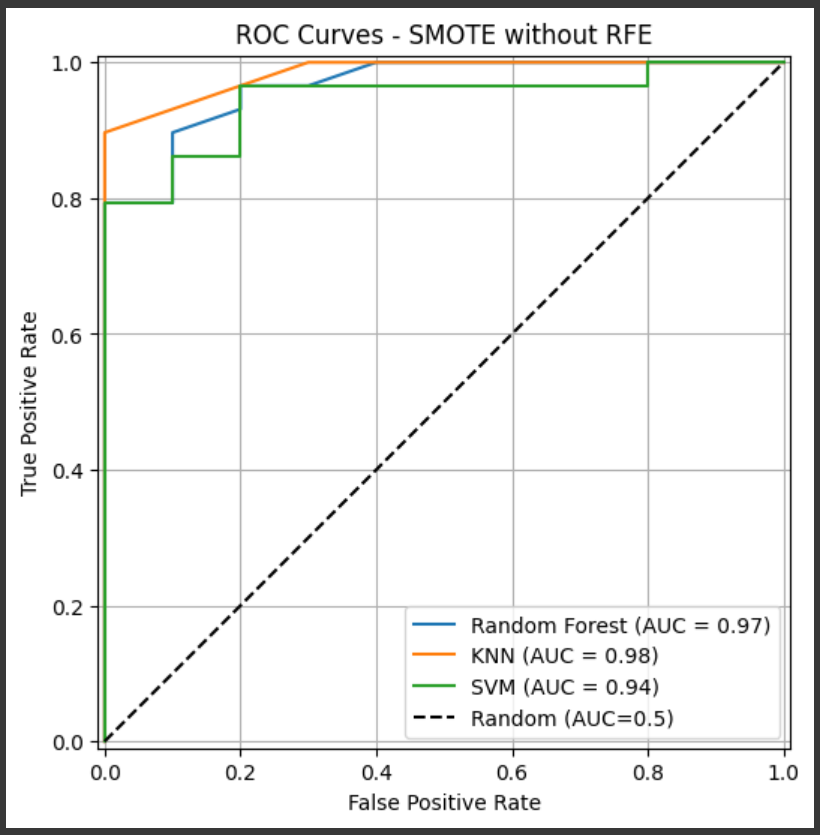 ROC Curves - SMOTE without RFE
True Positive Rate
1.0
0.8
0.6
0.4
0.2
0.0
0.0 0.2 0.4 0.6 0.8 1.0
False Positive Rate
Random Forest (AUC = 0.97)
KNN (AUC = 0.98)
SVM (AUC = 0.94)
Random (AUC=0.5)